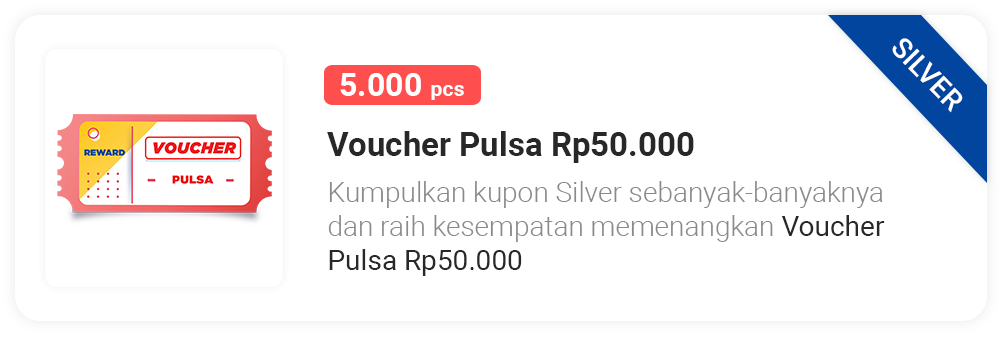 SILVER
5.000 pcs
REWARD
VOUCHER
PULSA
Voucher Pulsa Rp50.000
Kumpulkan kupon Silver sebanyak-banyaknya
dan raih kesempatan memenangkan Voucher
Pulsa Rp50.000